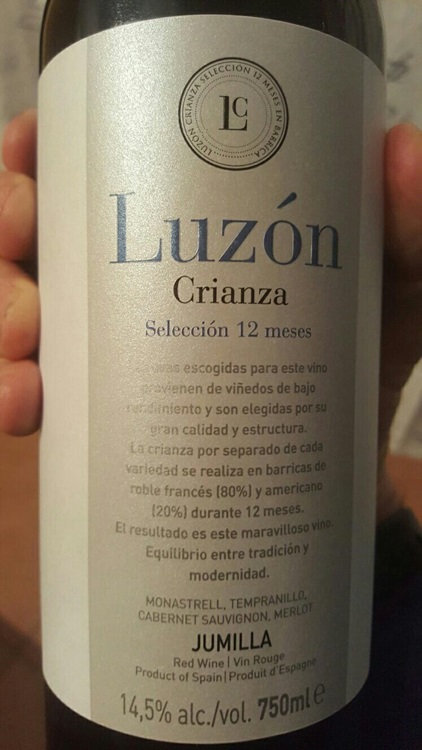 LUZÓN CRIANZA SELECCIÓN 12 MESES EN BARRICA
LC
Luzón
Crianza
Selección 12 meses
uvas escogidas para este vino
provienen de viñedos de bajo
rendimiento y son elegidas por su
gran calidad y estructura.
La crianza por separado de cada
variedad se realiza en barricas de
roble francés (80%) y americano
(20%) durante 12 meses.
El resultado es este maravilloso vino.
Equilibrio entre tradición y
modernidad.
MONASTRELL, TEMPRANILLO,
CABERNET SAUVIGNON, MERLOT
JUMILLA
Red Wine | Vin Rouge
Product of Spain | Produit d'Espagne
14,5% alc./vol. 750ml e